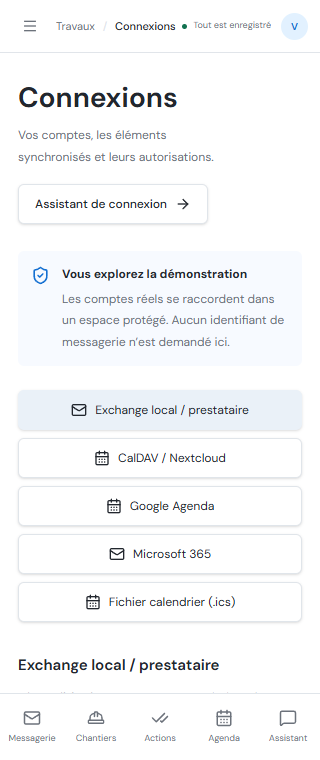 Travaux / Connexions Tout est enregistré V
Connexions
Vos comptes, les éléments
synchronisés et leurs autorisations.
Assistant de connexion
Vous explorez la démonstration
Les comptes réels se raccordent dans
un espace protégé. Aucun identifiant de
messagerie n'est demandé ici.
Exchange local / prestataire
CalDAV / Nextcloud
Google Agenda
Microsoft 365
Fichier calendrier (.ics)
Exchange local / prestataire
Messagerie Chantiers Actions Agenda Assistant